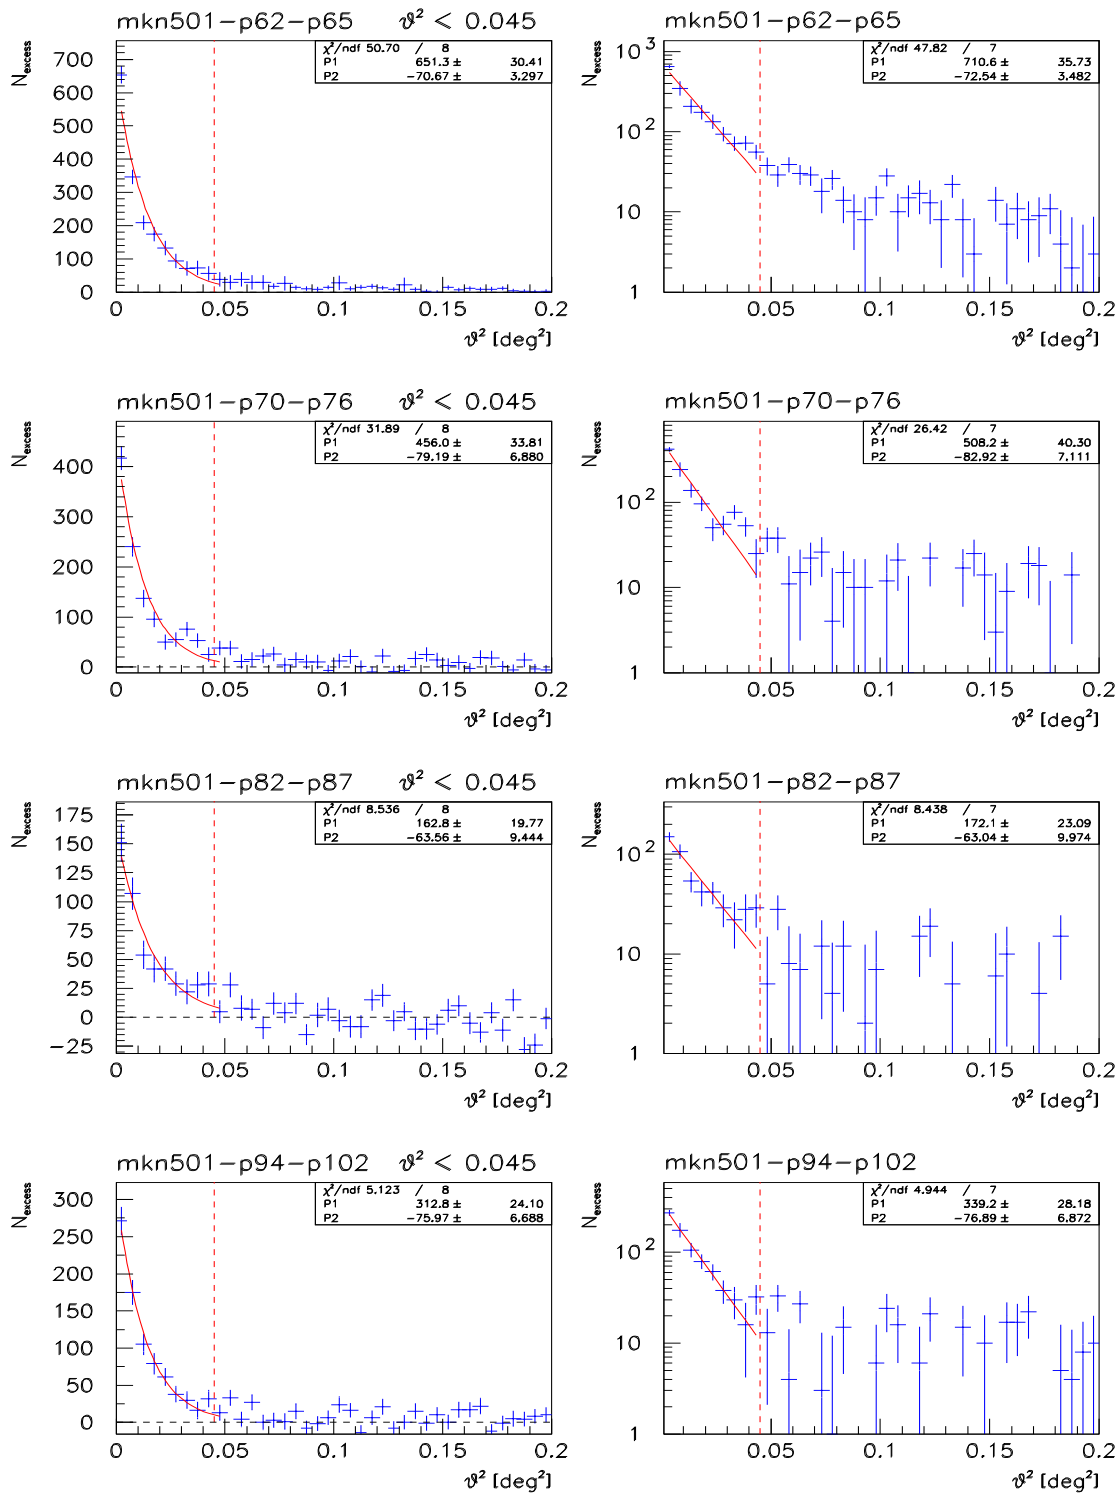 mkn501-p62-p65 ϑ² < 0.045
χ²/ndf 50.70 / 8
P1 651.3 ± 30.41
P2 -70.67 ± 3.297
N_excess
700
600
500
400
300
200
100
0
0 0.05 0.1 0.15 0.2
ϑ² [deg²]
mkn501-p62-p65
χ²/ndf 47.82 / 7
P1 710.6 ± 35.73
P2 -72.54 ± 3.482
N_excess
10³
10²
10
1
0.05 0.1 0.15 0.2
ϑ² [deg²]
mkn501-p70-p76 ϑ² < 0.045
χ²/ndf 31.89 / 8
P1 456.0 ± 33.81
P2 -79.19 ± 6.880
N_excess
400
300
200
100
0
0 0.05 0.1 0.15 0.2
ϑ² [deg²]
mkn501-p70-p76
χ²/ndf 26.42 / 7
P1 508.2 ± 40.30
P2 -82.92 ± 7.111
N_excess
10²
10
1
0.05 0.1 0.15 0.2
ϑ² [deg²]
mkn501-p82-p87 ϑ² < 0.045
χ²/ndf 8.536 / 8
P1 162.8 ± 19.77
P2 -63.56 ± 9.444
N_excess
175
150
125
100
75
50
25
0
-25
0 0.05 0.1 0.15 0.2
ϑ² [deg²]
mkn501-p82-p87
χ²/ndf 8.438 / 7
P1 172.1 ± 23.09
P2 -63.04 ± 9.974
N_excess
10²
10
1
0.05 0.1 0.15 0.2
ϑ² [deg²]
mkn501-p94-p102 ϑ² < 0.045
χ²/ndf 5.123 / 8
P1 312.8 ± 24.10
P2 -75.97 ± 6.688
N_excess
300
250
200
150
100
50
0
0 0.05 0.1 0.15 0.2
ϑ² [deg²]
mkn501-p94-p102
χ²/ndf 4.944 / 7
P1 339.2 ± 28.18
P2 -76.89 ± 6.872
N_excess
10²
10
1
0.05 0.1 0.15 0.2
ϑ² [deg²]